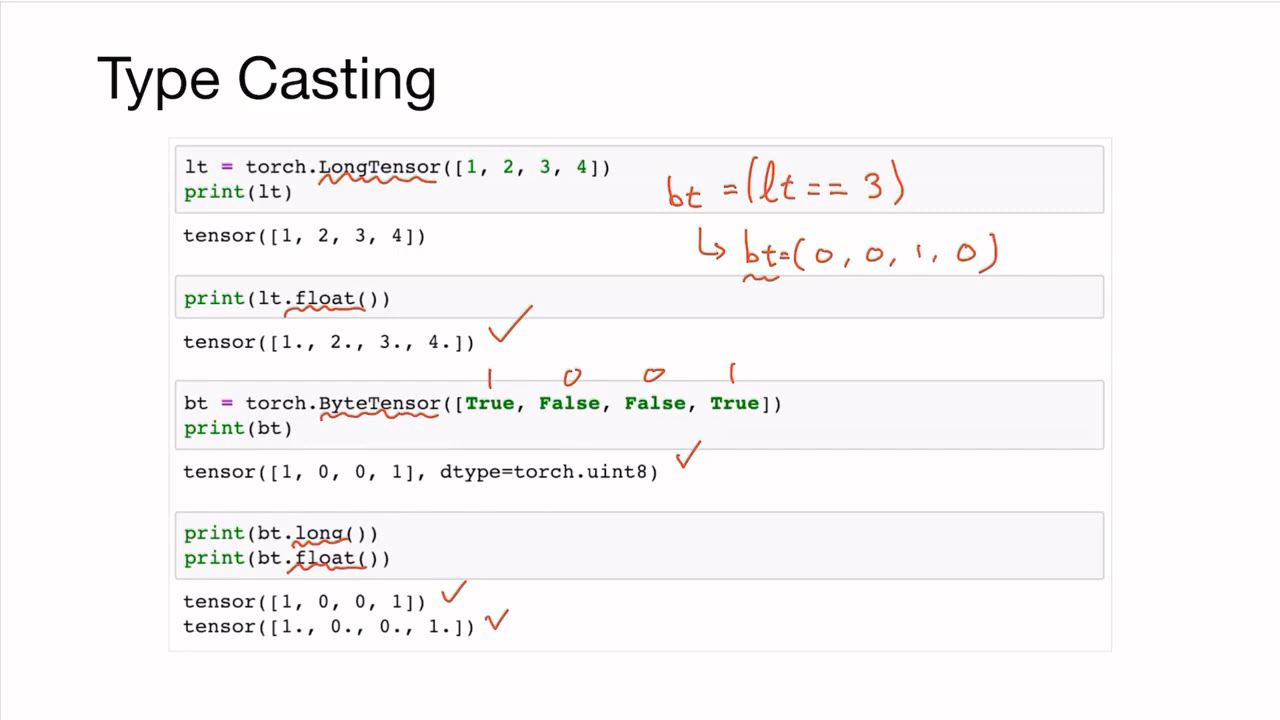 Type Casting
lt = torch.LongTensor([1, 2, 3, 4])
print(lt)
bt = (lt == 3)
tensor([1, 2, 3, 4])
↳ bt=(0, 0, 1, 0)
print(lt.float())
tensor([1., 2., 3., 4.])
1 0 0 1
bt = torch.ByteTensor([True, False, False, True])
print(bt)
tensor([1, 0, 0, 1], dtype=torch.uint8)
print(bt.long())
print(bt.float())
tensor([1, 0, 0, 1])
tensor([1., 0., 0., 1.])